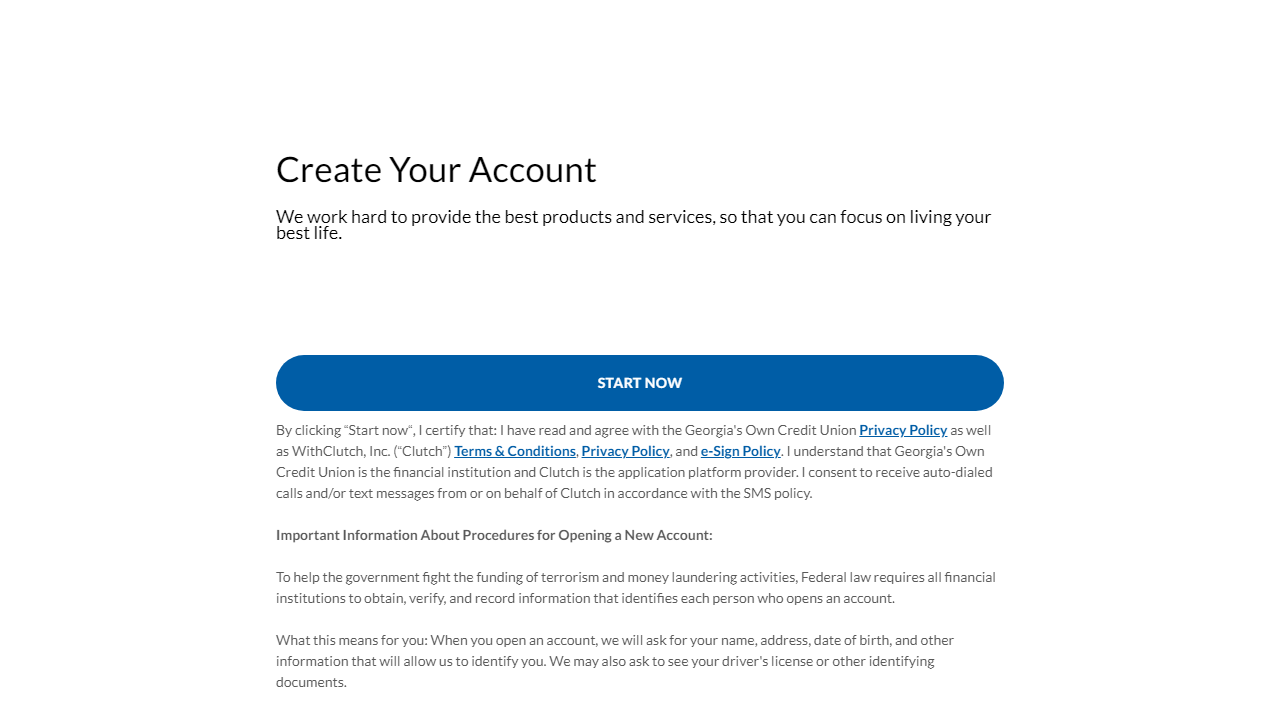 Create Your Account
We work hard to provide the best products and services, so that you can focus on living your
best life.
START NOW
By clicking “Start now“, I certify that: I have read and agree with the Georgia's Own Credit Union Privacy Policy as well
as WithClutch, Inc. (“Clutch”) Terms & Conditions, Privacy Policy, and e-Sign Policy. I understand that Georgia's Own
Credit Union is the financial institution and Clutch is the application platform provider. I consent to receive auto-dialed
calls and/or text messages from or on behalf of Clutch in accordance with the SMS policy.
Important Information About Procedures for Opening a New Account:
To help the government fight the funding of terrorism and money laundering activities, Federal law requires all financial
institutions to obtain, verify, and record information that identifies each person who opens an account.
What this means for you: When you open an account, we will ask for your name, address, date of birth, and other
information that will allow us to identify you. We may also ask to see your driver's license or other identifying
documents.